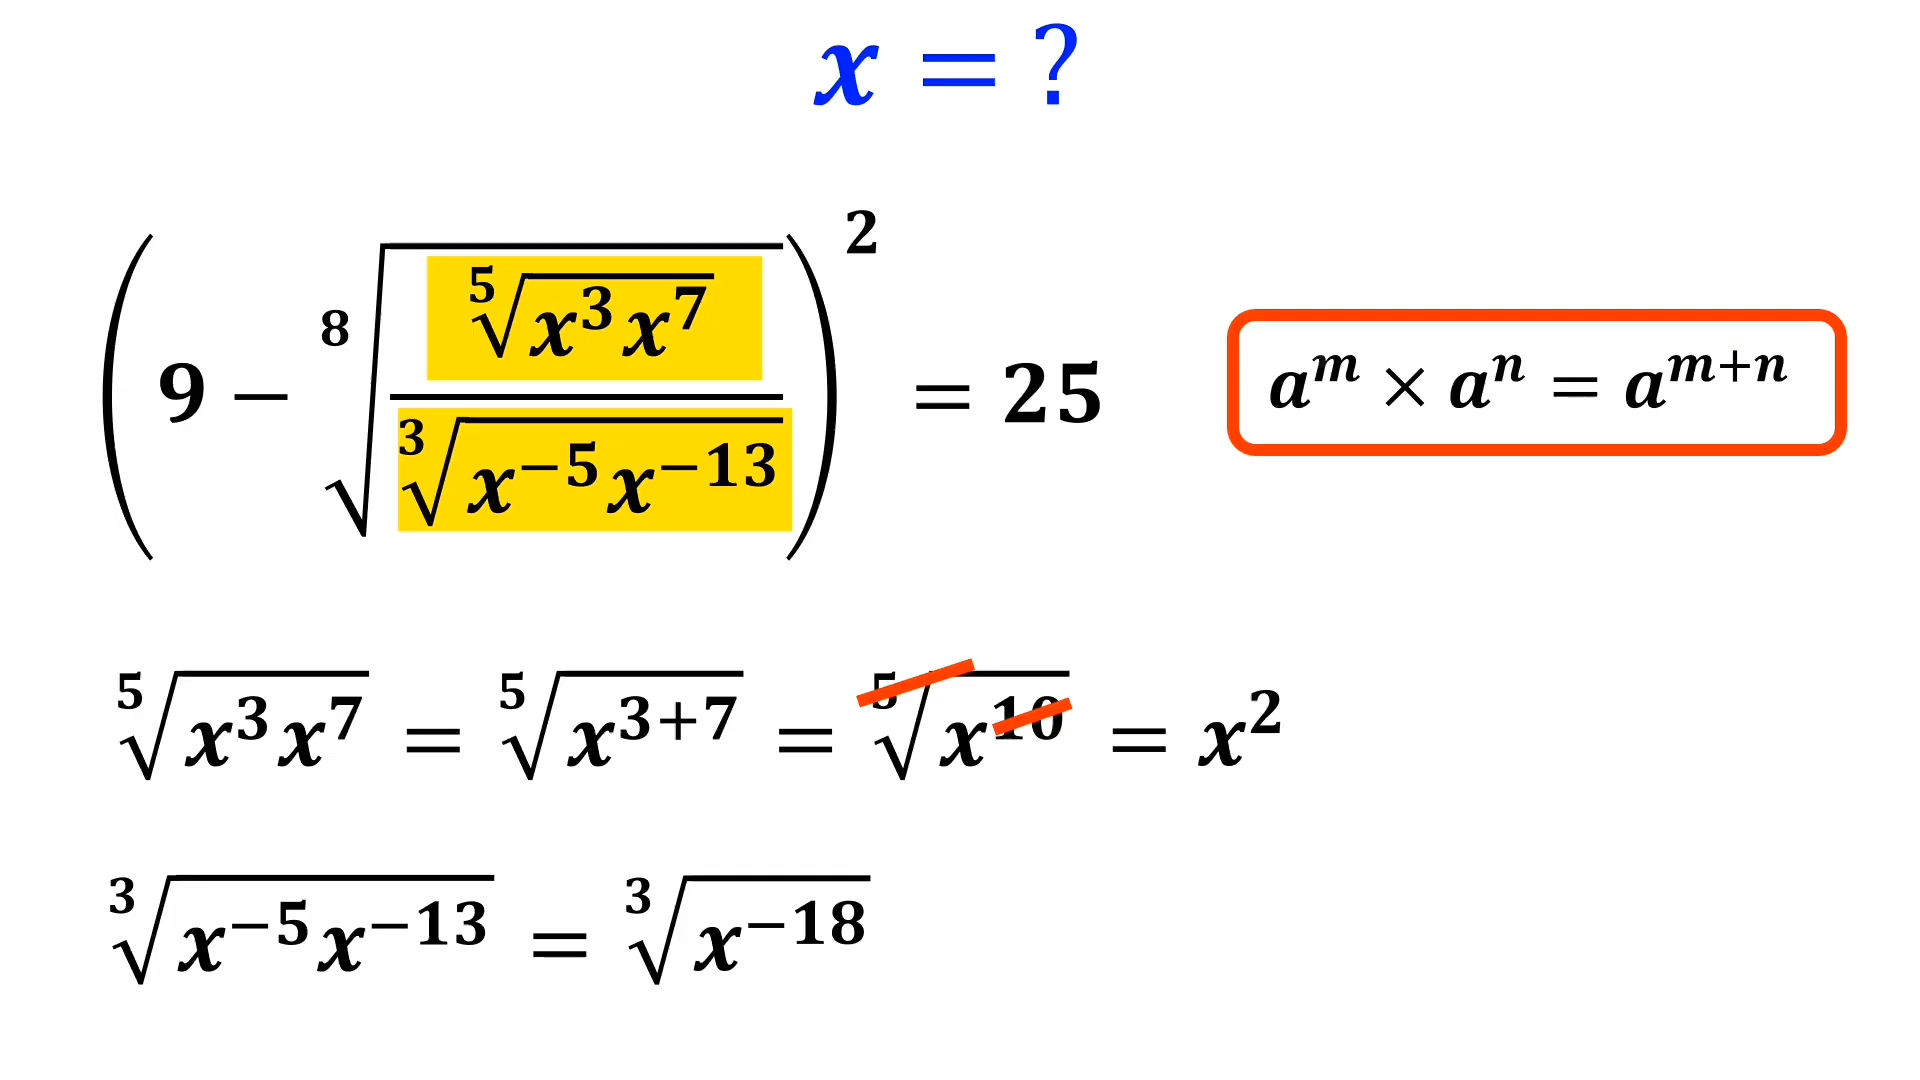 x = ?
(9 − ⁸√(⁵√(x³x⁷) / ³√(x⁻⁵x⁻¹³)))² = 25
aᵐ × aⁿ = aᵐ⁺ⁿ
⁵√(x³x⁷) = ⁵√(x³⁺⁷) = ⁵√(x¹⁰) = x²
³√(x⁻⁵x⁻¹³) = ³√(x⁻¹⁸)